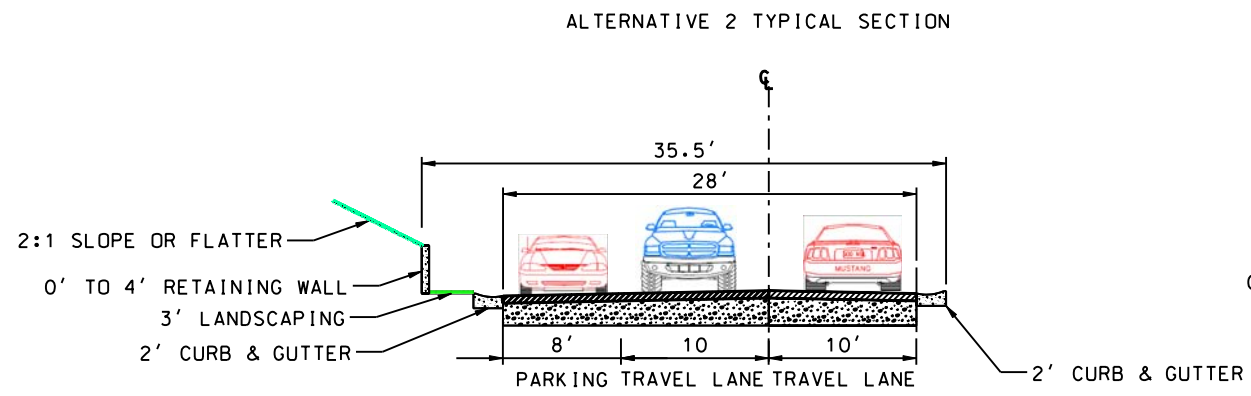 ALTERNATIVE 2 TYPICAL SECTION
℄
35.5'
28'
2:1 SLOPE OR FLATTER
0' TO 4' RETAINING WALL
3' LANDSCAPING
2' CURB & GUTTER
MUSTANG
8' 10 10'
PARKING TRAVEL LANE TRAVEL LANE
2' CURB & GUTTER